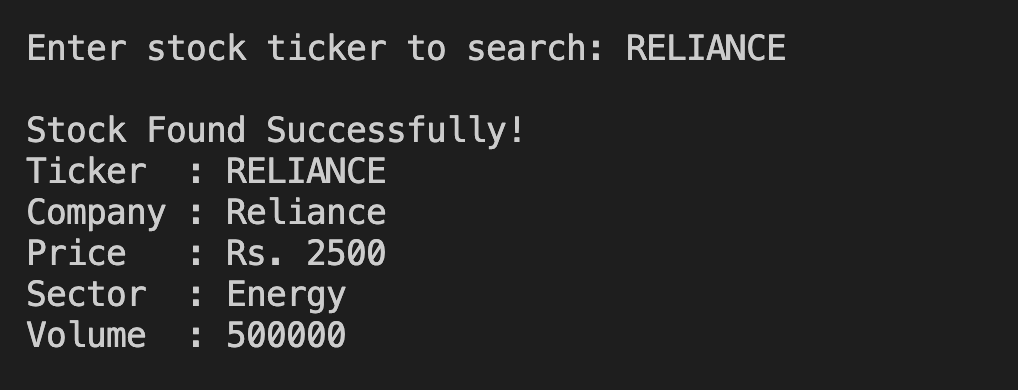 Enter stock ticker to search: RELIANCE
Stock Found Successfully!
Ticker  : RELIANCE
Company : Reliance
Price   : Rs. 2500
Sector  : Energy
Volume  : 500000